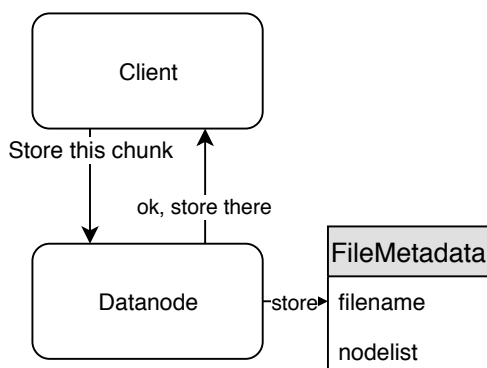 Client
Store this chunk
ok, store there
Datanode
store
FileMetadata
filename
nodelist